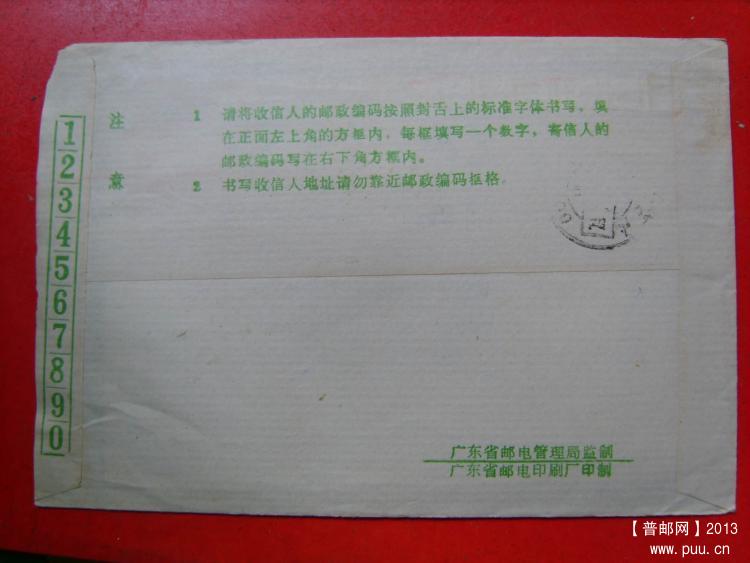 注意
1 请将收信人的邮政编码按照封舌上的标准字体书写，填
在正面左上角的方框内，每框填写一个数字，寄信人的
邮政编码写在右下角方框内。
2 书写收信人地址请勿靠近邮政编码框格。
1
2
3
4
5
6
7
8
9
0
广东省邮电管理局监制
广东省邮电印刷厂印制
【普邮网】2013
www.puu.cn